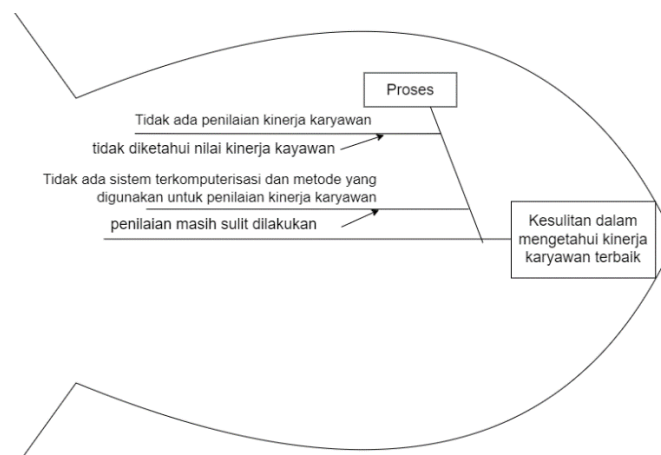 Proses
Tidak ada penilaian kinerja karyawan
tidak diketahui nilai kinerja kayawan
Tidak ada sistem terkomputerisasi dan metode yang
digunakan untuk penilaian kinerja karyawan
penilaian masih sulit dilakukan
Kesulitan dalam
mengetahui kinerja
karyawan terbaik